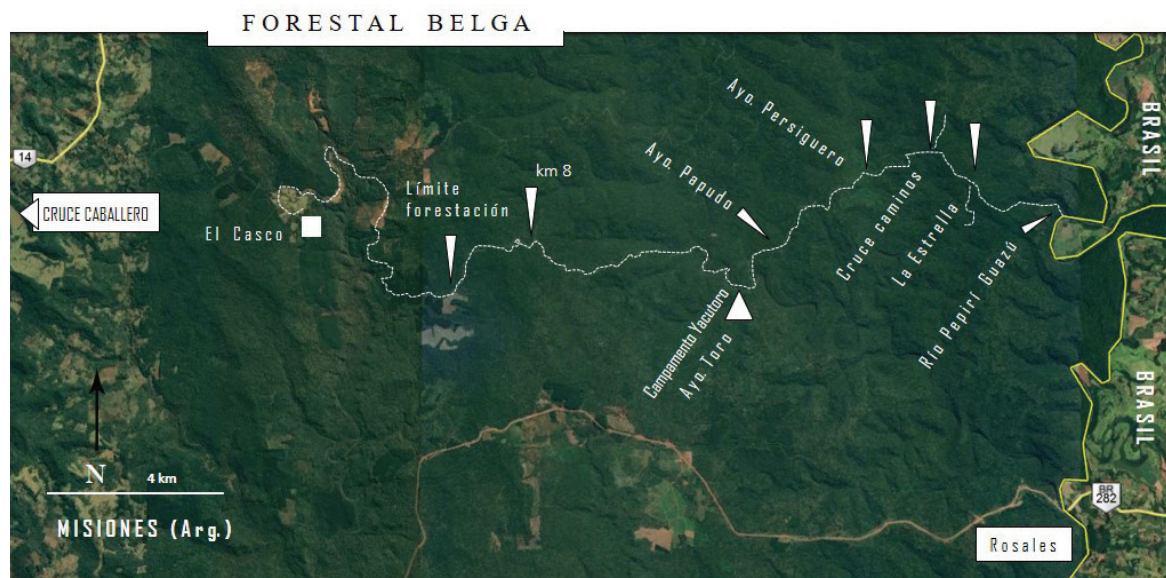 FORESTAL BELGA
14
CRUCE CABALLERO
El Casco
Límite
forestación
km 8
Ayo. Persiguero
Ayo. Papudo
Cruce caminos
La Estrella
Río Pepirí Guazú
Campamento Yacutoro
Ayo. Toro
BRASIL
BRASIL
N
4 km
MISIONES (Arg.)
BR
282
Rosales